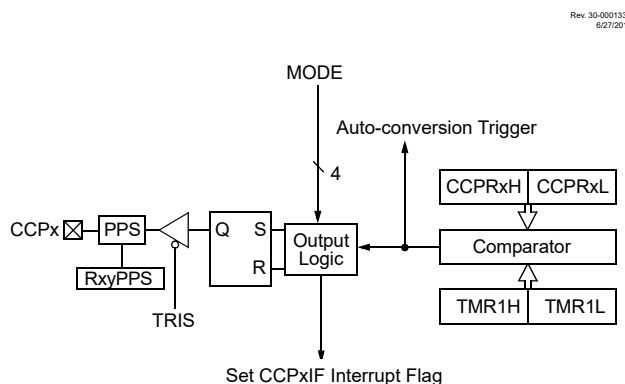 Rev. 30-000133
6/27/201
MODE
Auto-conversion Trigger
4
CCPRxH CCPRxL
CCPx PPS Q S Output Logic Comparator
R
RxyPPS
TRIS
TMR1H TMR1L
Set CCPxIF Interrupt Flag